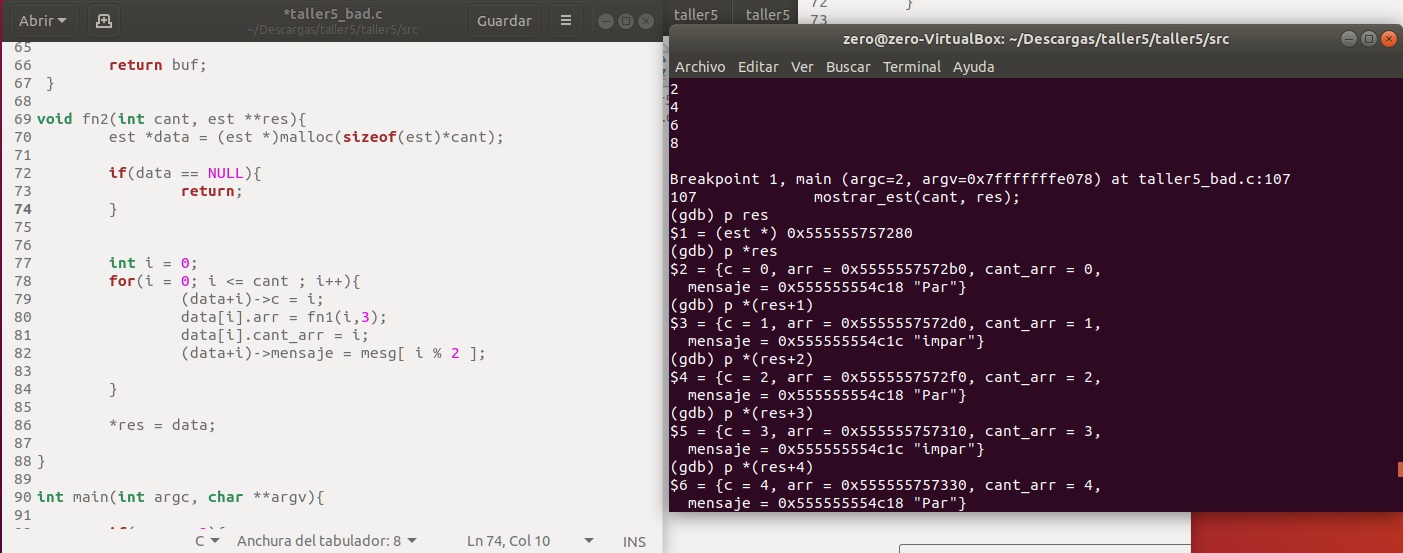 Abrir
*taller5_bad.c
~/Descargas/taller5/taller5/src
Guardar
65
66 return buf;
67 }
68
69 void fn2(int cant, est **res){
70 est *data = (est *)malloc(sizeof(est)*cant);
71
72 if(data == NULL){
73 return;
74 }
75
76
77 int i = 0;
78 for(i = 0; i <= cant ; i++){
79 (data+i)->c = i;
80 data[i].arr = fn1(i,3);
81 data[i].cant_arr = i;
82 (data+i)->mensaje = mesg[ i % 2 ];
83
84 }
85
86 *res = data;
87
88 }
89
90 int main(int argc, char **argv){
91
C Anchura del tabulador: 8 Ln 74, Col 10 INS
taller5 taller5
72 }
73
zero@zero-VirtualBox: ~/Descargas/taller5/taller5/src
Archivo Editar Ver Buscar Terminal Ayuda
2
4
6
8
Breakpoint 1, main (argc=2, argv=0x7fffffffe078) at taller5_bad.c:107
107 mostrar_est(cant, res);
(gdb) p res
$1 = (est *) 0x555555757280
(gdb) p *res
$2 = {c = 0, arr = 0x5555557572b0, cant_arr = 0,
mensaje = 0x555555554c18 "Par"}
(gdb) p *(res+1)
$3 = {c = 1, arr = 0x5555557572d0, cant_arr = 1,
mensaje = 0x555555554c1c "impar"}
(gdb) p *(res+2)
$4 = {c = 2, arr = 0x5555557572f0, cant_arr = 2,
mensaje = 0x555555554c18 "Par"}
(gdb) p *(res+3)
$5 = {c = 3, arr = 0x555555757310, cant_arr = 3,
mensaje = 0x555555554c1c "impar"}
(gdb) p *(res+4)
$6 = {c = 4, arr = 0x555555757330, cant_arr = 4,
mensaje = 0x555555554c18 "Par"}